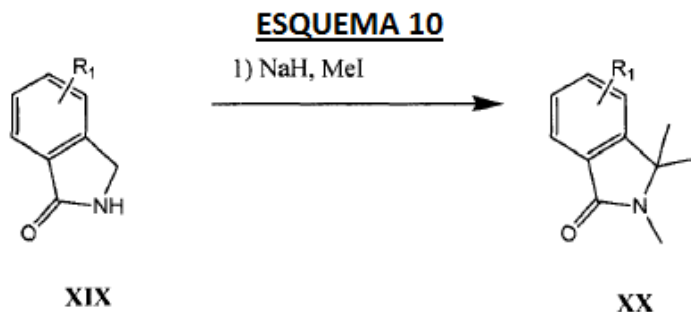 ESQUEMA 10
1) NaH, MeI
R1
R1
O
NH
O
N
XIX
XX